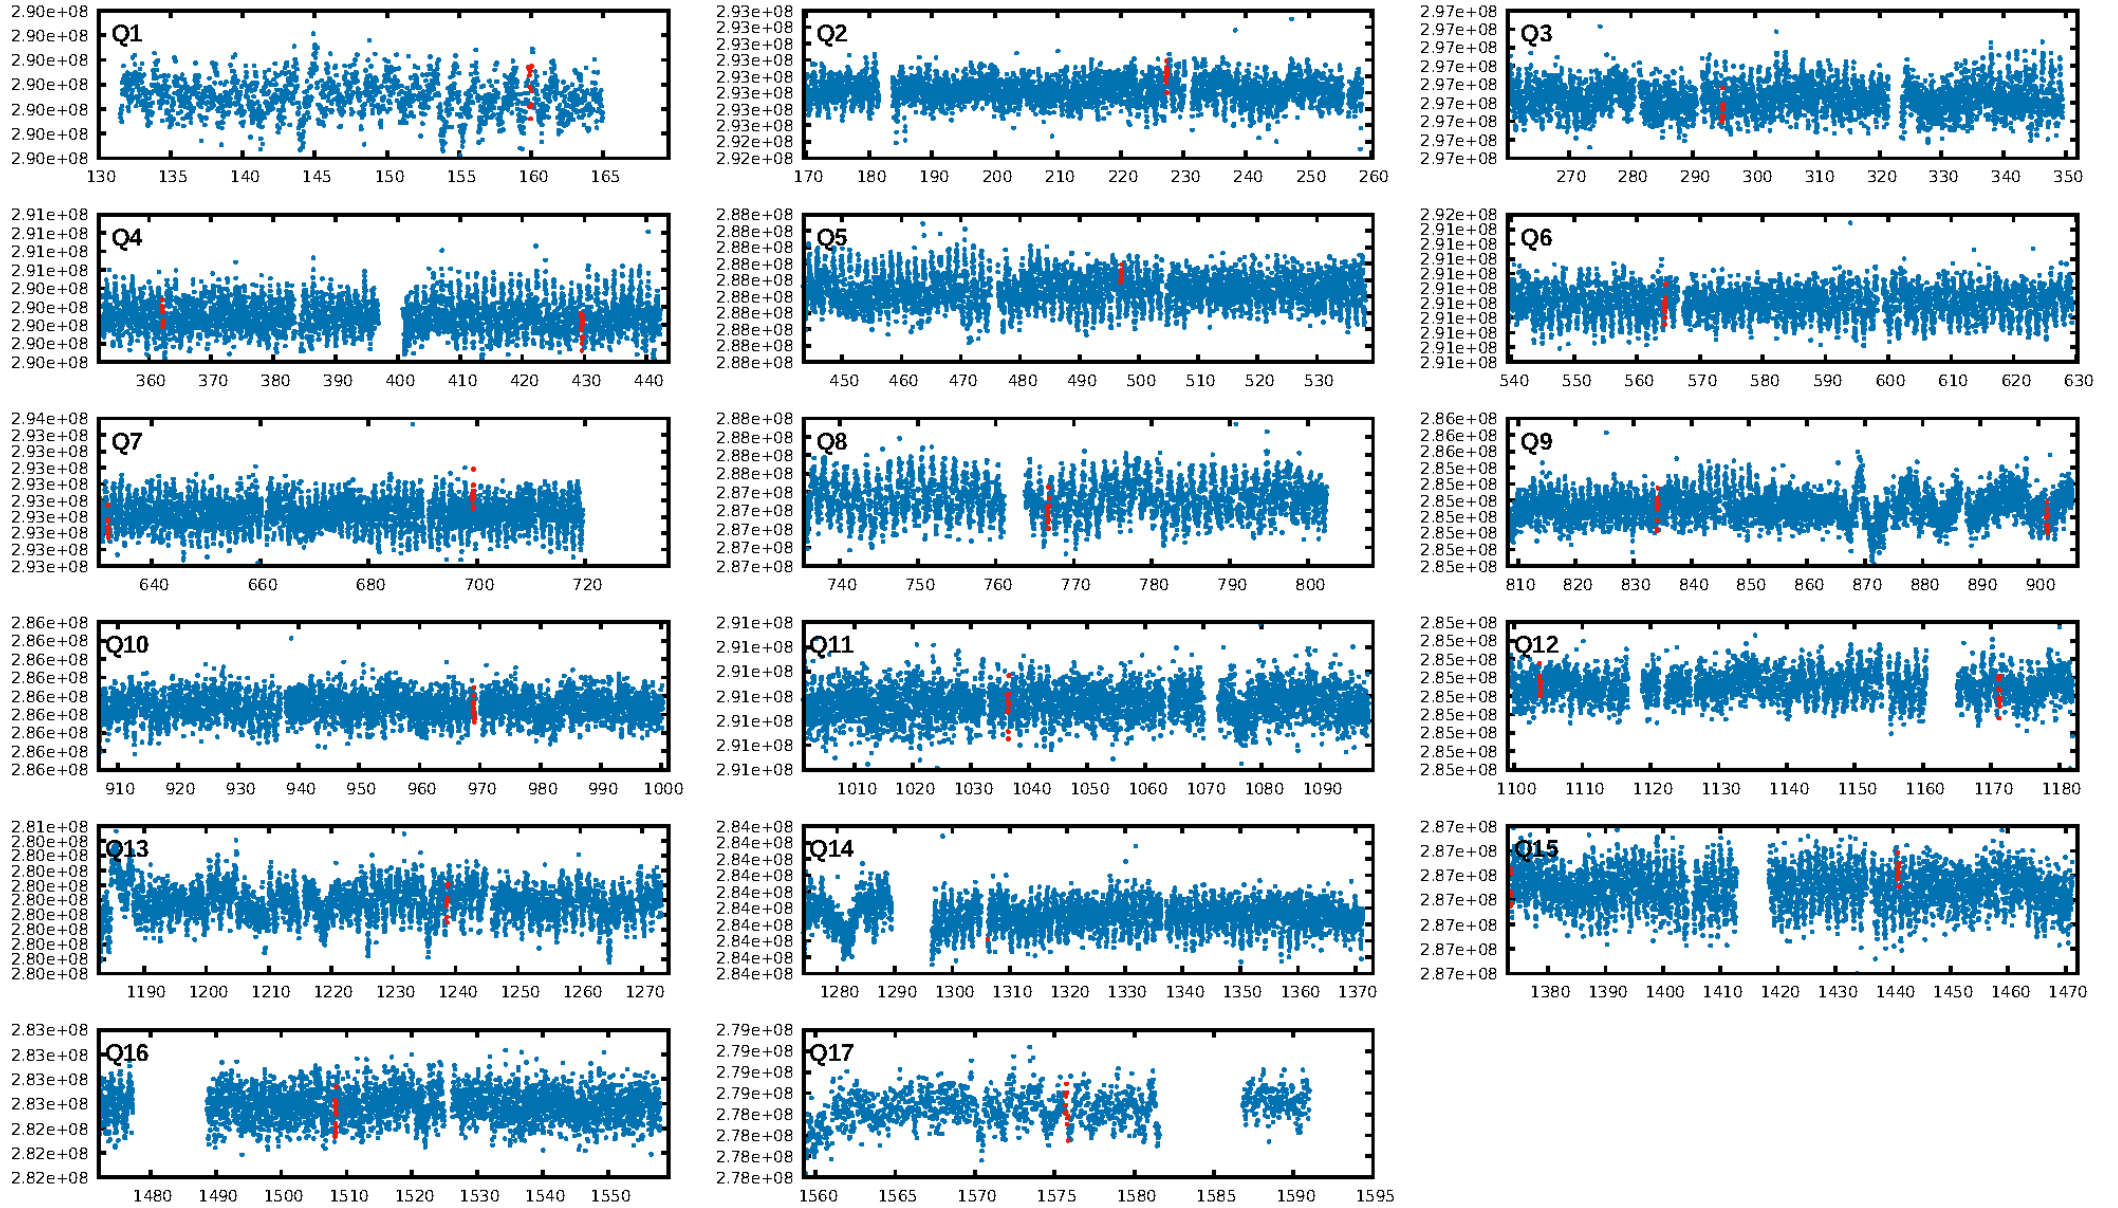 Q1
2.90e+08
2.90e+08
2.90e+08
2.90e+08
2.90e+08
2.90e+08
2.90e+08
130 135 140 145 150 155 160 165
Q2
2.93e+08
2.93e+08
2.93e+08
2.93e+08
2.93e+08
2.93e+08
2.93e+08
2.93e+08
2.92e+08
2.92e+08
170 180 190 200 210 220 230 240 250 260
Q3
2.97e+08
2.97e+08
2.97e+08
2.97e+08
2.97e+08
2.97e+08
2.97e+08
2.97e+08
2.97e+08
270 280 290 300 310 320 330 340 350
Q4
2.91e+08
2.91e+08
2.91e+08
2.91e+08
2.90e+08
2.90e+08
2.90e+08
2.90e+08
2.90e+08
360 370 380 390 400 410 420 430 440
Q5
2.88e+08
2.88e+08
2.88e+08
2.88e+08
2.88e+08
2.88e+08
2.88e+08
2.88e+08
2.88e+08
2.88e+08
450 460 470 480 490 500 510 520 530
Q6
2.92e+08
2.91e+08
2.91e+08
2.91e+08
2.91e+08
2.91e+08
2.91e+08
2.91e+08
2.91e+08
2.91e+08
2.91e+08
540 550 560 570 580 590 600 610 620 630
Q7
2.94e+08
2.93e+08
2.93e+08
2.93e+08
2.93e+08
2.93e+08
2.93e+08
2.93e+08
2.93e+08
2.93e+08
640 660 680 700 720
Q8
2.88e+08
2.88e+08
2.88e+08
2.88e+08
2.87e+08
2.87e+08
2.87e+08
2.87e+08
2.87e+08
740 750 760 770 780 790 800
Q9
2.86e+08
2.86e+08
2.86e+08
2.85e+08
2.85e+08
2.85e+08
2.85e+08
2.85e+08
2.85e+08
2.85e+08
810 820 830 840 850 860 870 880 890 900
Q10
2.86e+08
2.86e+08
2.86e+08
2.86e+08
2.86e+08
2.86e+08
2.86e+08
2.86e+08
2.86e+08
910 920 930 940 950 960 970 980 990 1000
Q11
2.91e+08
2.91e+08
2.91e+08
2.91e+08
2.91e+08
2.91e+08
2.91e+08
1010 1020 1030 1040 1050 1060 1070 1080 1090
Q12
2.85e+08
2.85e+08
2.85e+08
2.85e+08
2.85e+08
2.85e+08
2.85e+08
2.85e+08
2.85e+08
1100 1110 1120 1130 1140 1150 1160 1170 1180
Q13
2.81e+08
2.80e+08
2.80e+08
2.80e+08
2.80e+08
2.80e+08
2.80e+08
2.80e+08
2.80e+08
2.80e+08
2.80e+08
1190 1200 1210 1220 1230 1240 1250 1260 1270
Q14
2.84e+08
2.84e+08
2.84e+08
2.84e+08
2.84e+08
2.84e+08
2.84e+08
2.84e+08
2.84e+08
2.84e+08
1280 1290 1300 1310 1320 1330 1340 1350 1360 1370
Q15
2.87e+08
2.87e+08
2.87e+08
2.87e+08
2.87e+08
2.87e+08
2.87e+08
1380 1390 1400 1410 1420 1430 1440 1450 1460 1470
Q16
2.83e+08
2.83e+08
2.83e+08
2.83e+08
2.82e+08
2.82e+08
2.82e+08
1480 1490 1500 1510 1520 1530 1540 1550
Q17
2.79e+08
2.79e+08
2.79e+08
2.79e+08
2.78e+08
2.78e+08
2.78e+08
2.78e+08
1560 1565 1570 1575 1580 1585 1590 1595